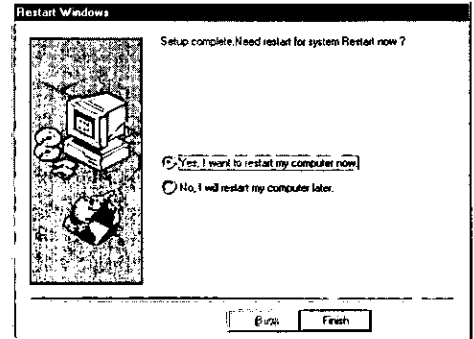 Restart Windows
Setup complete.Need restart for system Restart now ?
Yes, I want to restart my computer now.
No, I will restart my computer later.
Back
Finish